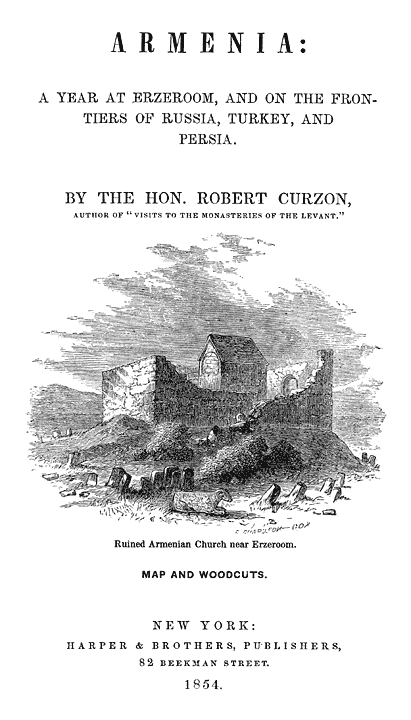 ARMENIA:
A YEAR AT ERZEROOM, AND ON THE FRON-
TIERS OF RUSSIA, TURKEY, AND
PERSIA.
BY THE HON. ROBERT CURZON,
AUTHOR OF "VISITS TO THE MONASTERIES OF THE LEVANT."
Ruined Armenian Church near Erzeroom.
MAP AND WOODCUTS.
NEW YORK:
HARPER & BROTHERS, PUBLISHERS,
82 BEEKMAN STREET.
1854.